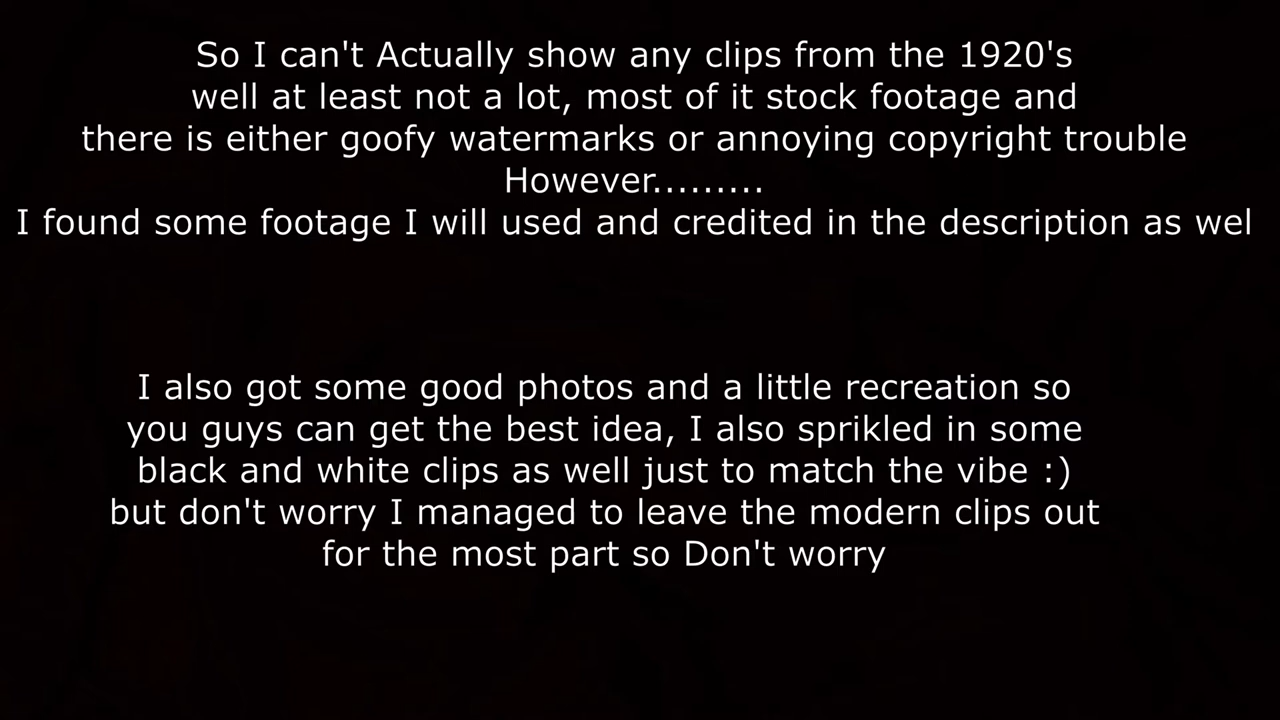 So I can't Actually show any clips from the 1920's
well at least not a lot, most of it stock footage and
there is either goofy watermarks or annoying copyright trouble
However.........
I found some footage I will used and credited in the description as wel
I also got some good photos and a little recreation so
you guys can get the best idea, I also sprikled in some
black and white clips as well just to match the vibe :)
but don't worry I managed to leave the modern clips out
for the most part so Don't worry